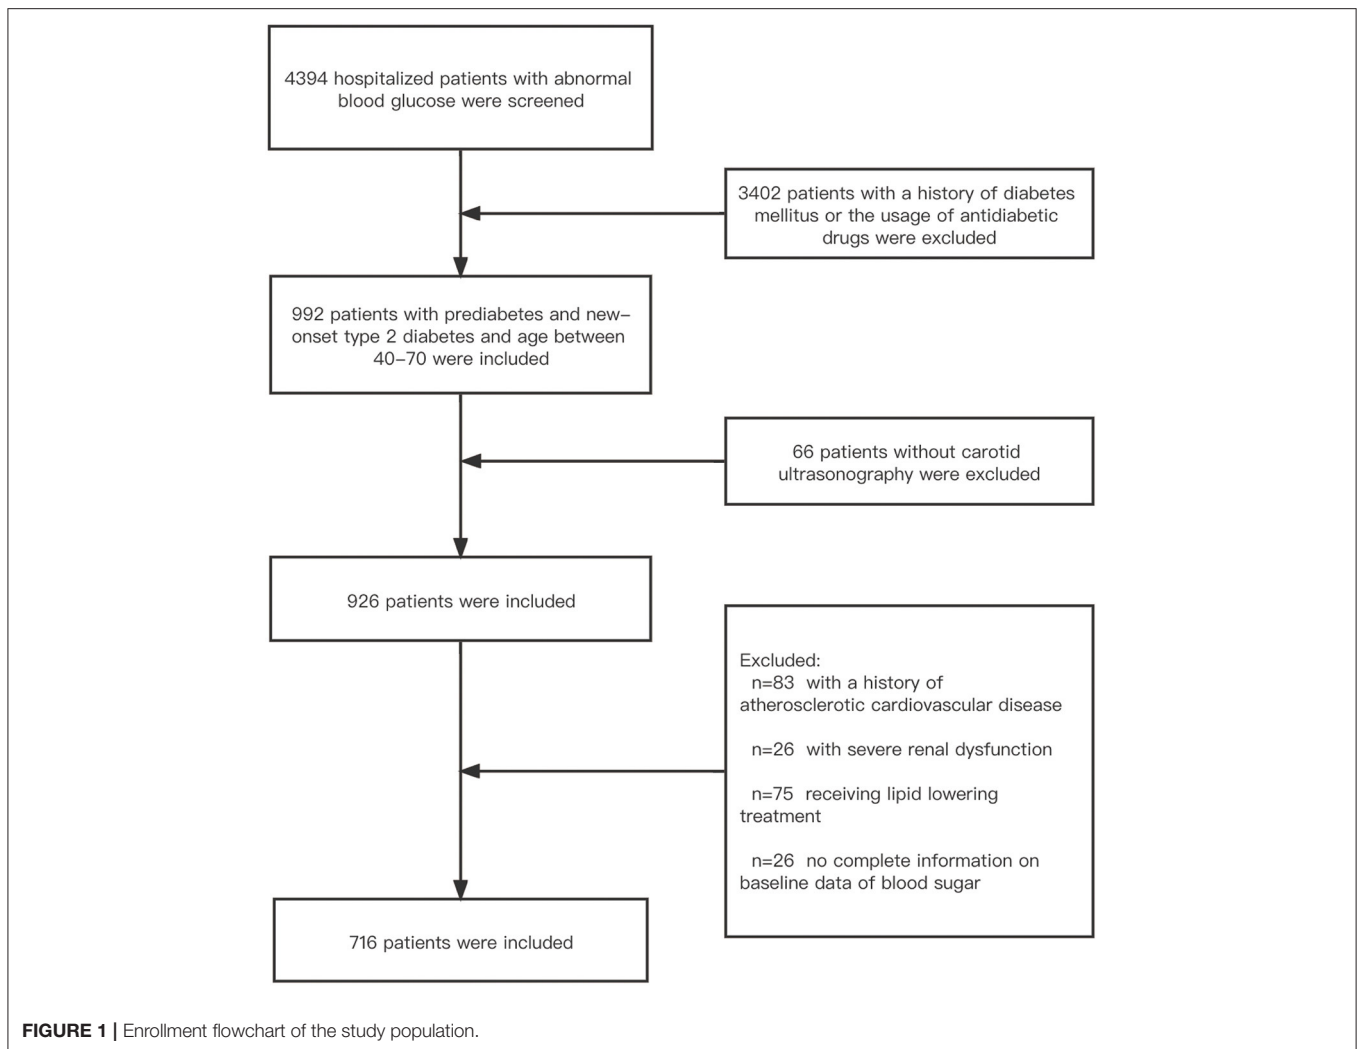 4394 hospitalized patients with abnormal
blood glucose were screened
3402 patients with a history of diabetes
mellitus or the usage of antidiabetic
drugs were excluded
992 patients with prediabetes and new–
onset type 2 diabetes and age between
40–70 were included
66 patients without carotid
ultrasonography were excluded
926 patients were included
Excluded:
n=83 with a history of
atherosclerotic cardiovascular disease
n=26 with severe renal dysfunction
n=75 receiving lipid lowering
treatment
n=26 no complete information on
baseline data of blood sugar
716 patients were included
FIGURE 1 | Enrollment flowchart of the study population.